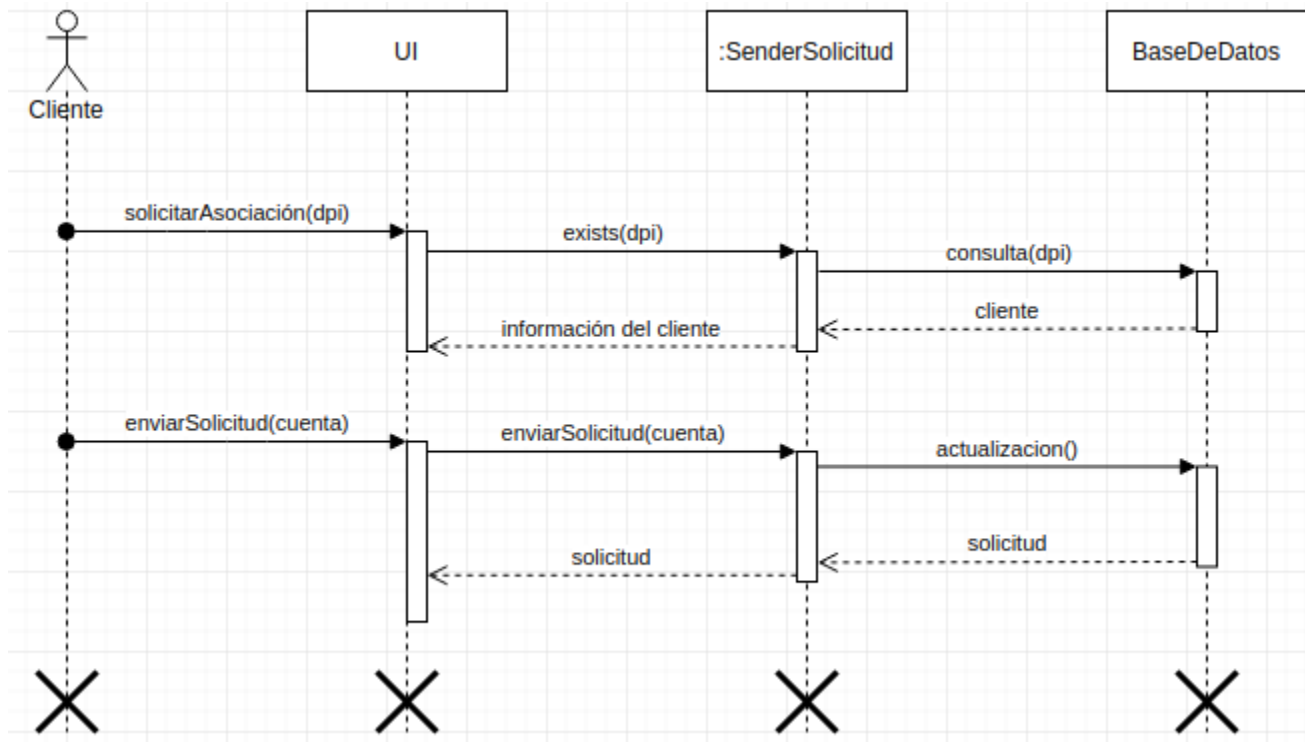 UI
:SenderSolicitud
BaseDeDatos
Cliente
solicitarAsociación(dpi)
exists(dpi)
consulta(dpi)
cliente
información del cliente
enviarSolicitud(cuenta)
enviarSolicitud(cuenta)
actualizacion()
solicitud
solicitud